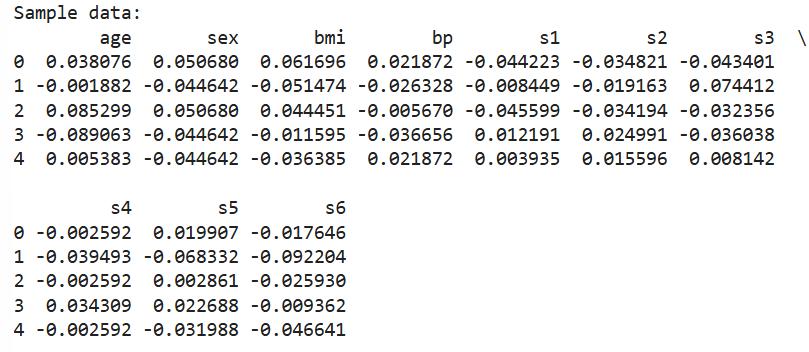 Sample data:
        age       sex       bmi        bp        s1        s2        s3  \
0  0.038076  0.050680  0.061696  0.021872 -0.044223 -0.034821 -0.043401
1 -0.001882 -0.044642 -0.051474 -0.026328 -0.008449 -0.019163  0.074412
2  0.085299  0.050680  0.044451 -0.005670 -0.045599 -0.034194 -0.032356
3 -0.089063 -0.044642 -0.011595 -0.036656  0.012191  0.024991 -0.036038
4  0.005383 -0.044642 -0.036385  0.021872  0.003935  0.015596  0.008142

         s4        s5        s6
0 -0.002592  0.019907 -0.017646
1 -0.039493 -0.068332 -0.092204
2 -0.002592  0.002861 -0.025930
3  0.034309  0.022688 -0.009362
4 -0.002592 -0.031988 -0.046641